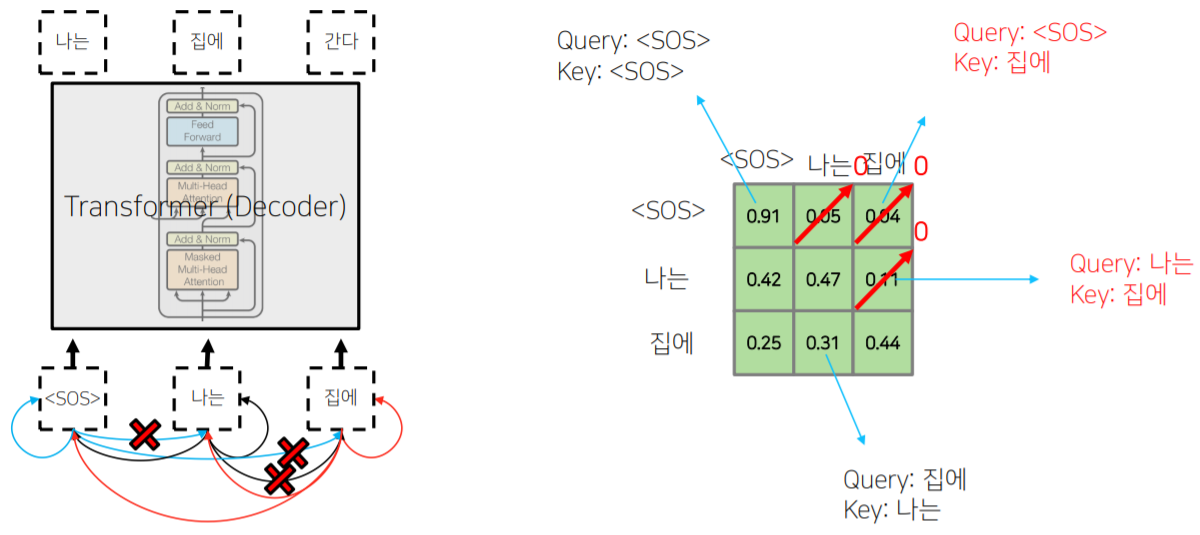 나는 집에 간다
Add & Norm
Feed
Forward
Add & Norm
Multi-Head
Attention
Transformer (Decoder)
Add & Norm
Masked
Multi-Head
Attention
<SOS> 나는 집에
Query: <SOS>
Key: <SOS>
Query: <SOS>
Key: 집에
<SOS> 나는 0 집에 0
<SOS> 0.91 0.05 0.04
0
나는 0.42 0.47 0.11
Query: 나는
Key: 집에
집에 0.25 0.31 0.44
Query: 집에
Key: 나는